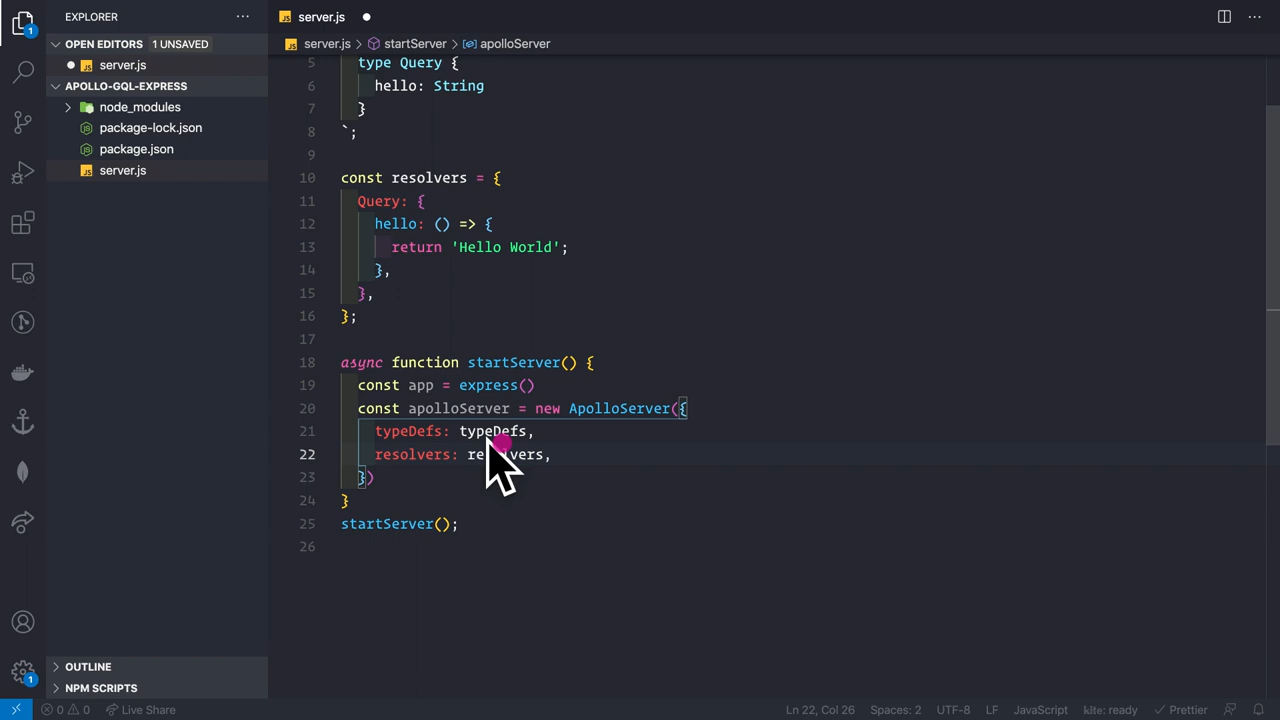 EXPLORER
server.js
OPEN EDITORS 1 UNSAVED
server.js > startServer > apolloServer
server.js
APOLLO-GQL-EXPRESS
node_modules
package-lock.json
package.json
server.js
5 type Query {
6 hello: String
7 }
8 `;
9
10 const resolvers = {
11 Query: {
12 hello: () => {
13 return 'Hello World';
14 },
15 },
16 };
17
18 async function startServer() {
19 const app = express()
20 const apolloServer = new ApolloServer({
21 typeDefs: typeDefs,
22 resolvers: resolvers,
23 })
24 }
25 startServer();
26
OUTLINE
NPM SCRIPTS
1
1
0 0 Live Share Ln 22, Col 26 Spaces: 2 UTF-8 LF JavaScript kite: ready Prettier